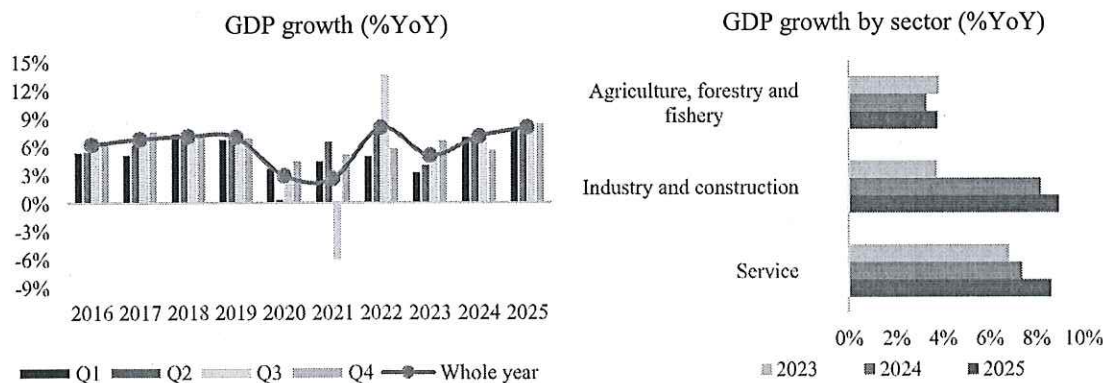 GDP growth (%YoY)
15%
12%
9%
6%
3%
0%
-3%
-6%
-9%
2016 2017 2018 2019 2020 2021 2022 2023 2024 2025
Q1 Q2 Q3 Q4 Whole year
GDP growth by sector (%YoY)
Agriculture, forestry and
fishery
Industry and construction
Service
0% 2% 4% 6% 8% 10%
2023 2024 2025